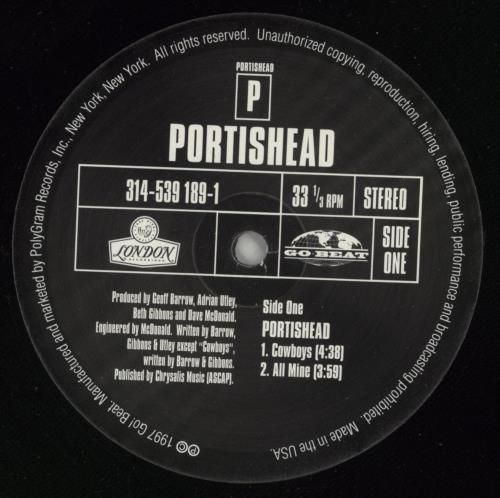 PORTISHEAD
P
PORTISHEAD
314-539 189-1
33 1/3 RPM
STEREO
LONDON
RECORDINGS
GO BEAT
SIDE
ONE
Produced by Geoff Barrow, Adrian Utley,
Beth Gibbons and Dave McDonald.
Engineered by McDonald. Written by Barrow,
Gibbons & Utley except "Cowboys",
written by Barrow & Gibbons.
Published by Chrysalis Music (ASCAP).
Side One
PORTISHEAD
1. Cowboys (4:38)
2. All Mine (3:59)
℗ © 1997 Go! Beat. Manufactured and marketed by PolyGram Records, Inc., New York, New York. All rights reserved. Unauthorized copying, reproduction, hiring, lending, public performance and broadcasting prohibited. Made in the USA.